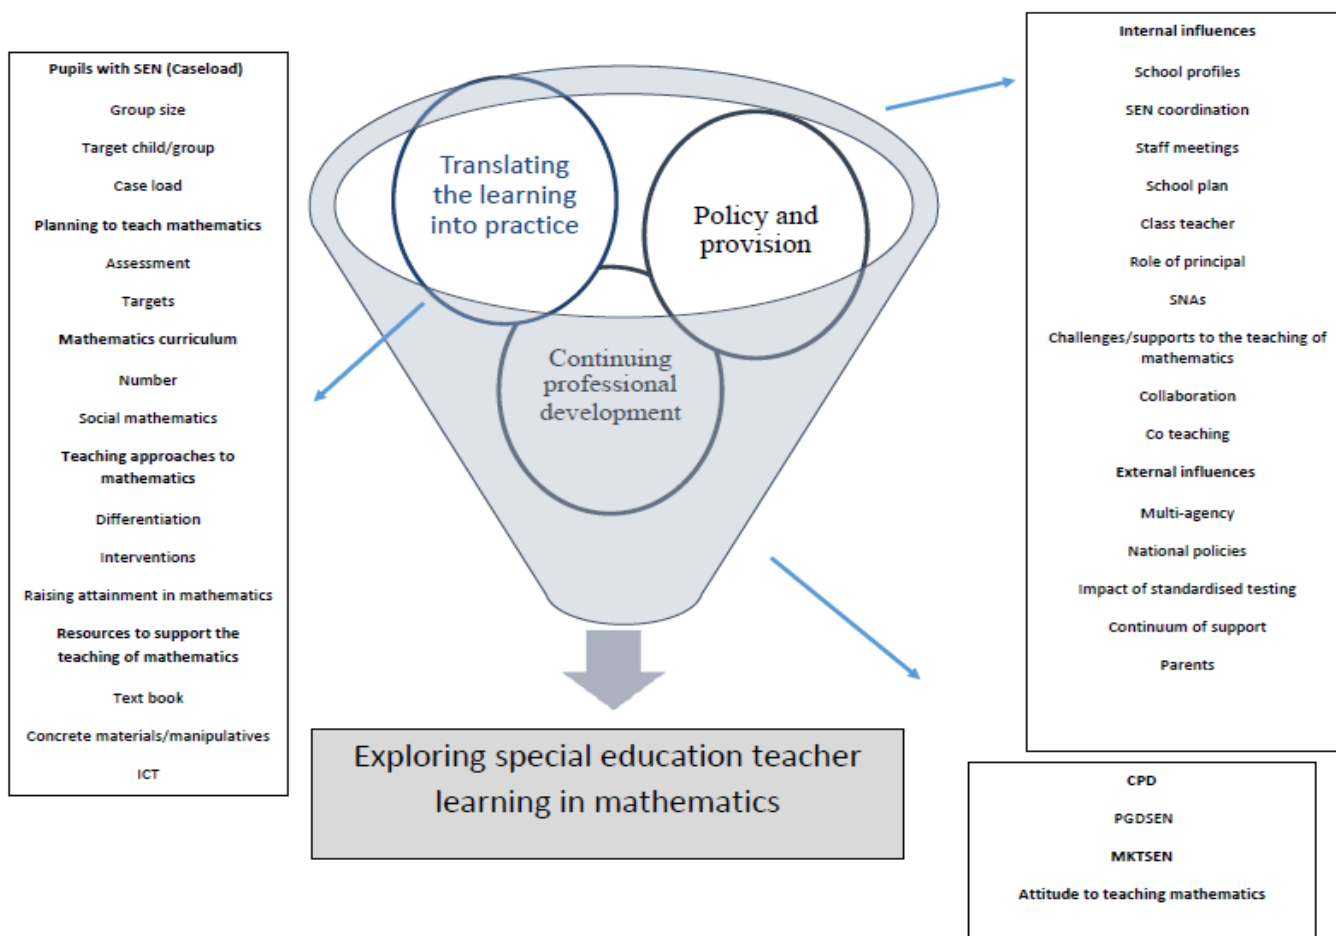 Pupils with SEN (Caseload)
Group size
Target child/group
Case load
Planning to teach mathematics
Assessment
Targets
Mathematics curriculum
Number
Social mathematics
Teaching approaches to
mathematics
Differentiation
Interventions
Raising attainment in mathematics
Resources to support the
teaching of mathematics
Text book
Concrete materials/manipulatives
ICT
Translating
the learning
into practice
Policy and
provision
Continuing
professional
development
Exploring special education teacher
learning in mathematics
Internal influences
School profiles
SEN coordination
Staff meetings
School plan
Class teacher
Role of principal
SNAs
Challenges/supports to the teaching of
mathematics
Collaboration
Co teaching
External influences
Multi-agency
National policies
Impact of standardised testing
Continuum of support
Parents
CPD
PGDSEN
MKTSEN
Attitude to teaching mathematics